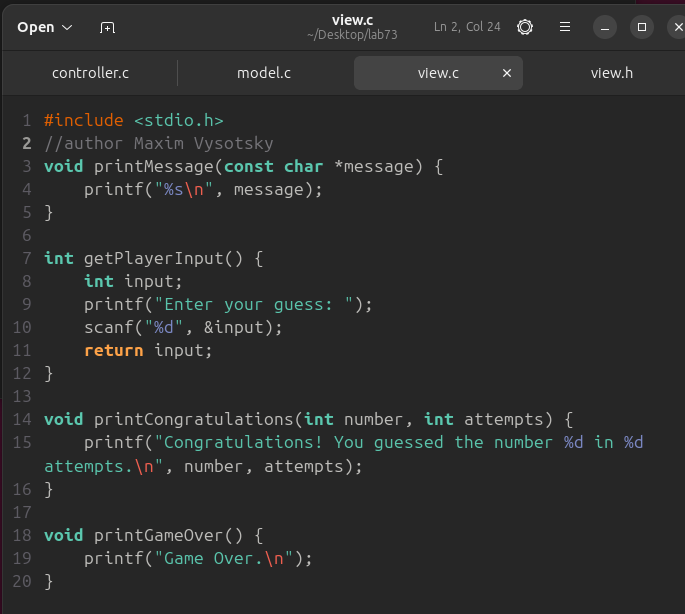 Open
view.c
~/Desktop/lab73
Ln 2, Col 24
controller.c
model.c
view.c
view.h
1 #include <stdio.h>
2 //author Maxim Vysotsky
3 void printMessage(const char *message) {
4     printf("%s\n", message);
5 }
6
7 int getPlayerInput() {
8     int input;
9     printf("Enter your guess: ");
10     scanf("%d", &input);
11     return input;
12 }
13
14 void printCongratulations(int number, int attempts) {
15     printf("Congratulations! You guessed the number %d in %d
attempts.\n", number, attempts);
16 }
17
18 void printGameOver() {
19     printf("Game Over.\n");
20 }